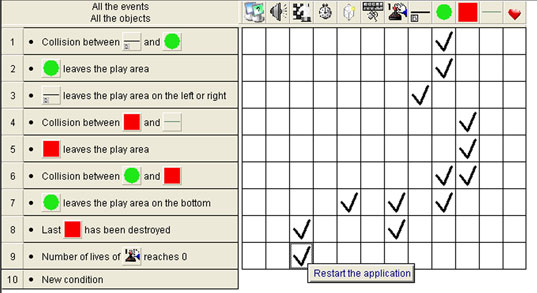 All the events
All the objects
1 • Collision between and
2 • leaves the play area
3 • leaves the play area on the left or right
4 • Collision between and
5 • leaves the play area
6 • Collision between and
7 • leaves the play area on the bottom
8 • Last has been destroyed
9 • Number of lives of reaches 0
Restart the application
10 • New condition